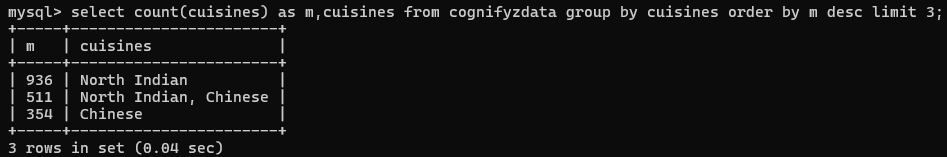 mysql> select count(cuisines) as m,cuisines from cognifyzdata group by cuisines order by m desc limit 3;
+-----+-----------------------+
| m   | cuisines              |
+-----+-----------------------+
| 936 | North Indian          |
| 511 | North Indian, Chinese |
| 354 | Chinese               |
+-----+-----------------------+
3 rows in set (0.04 sec)